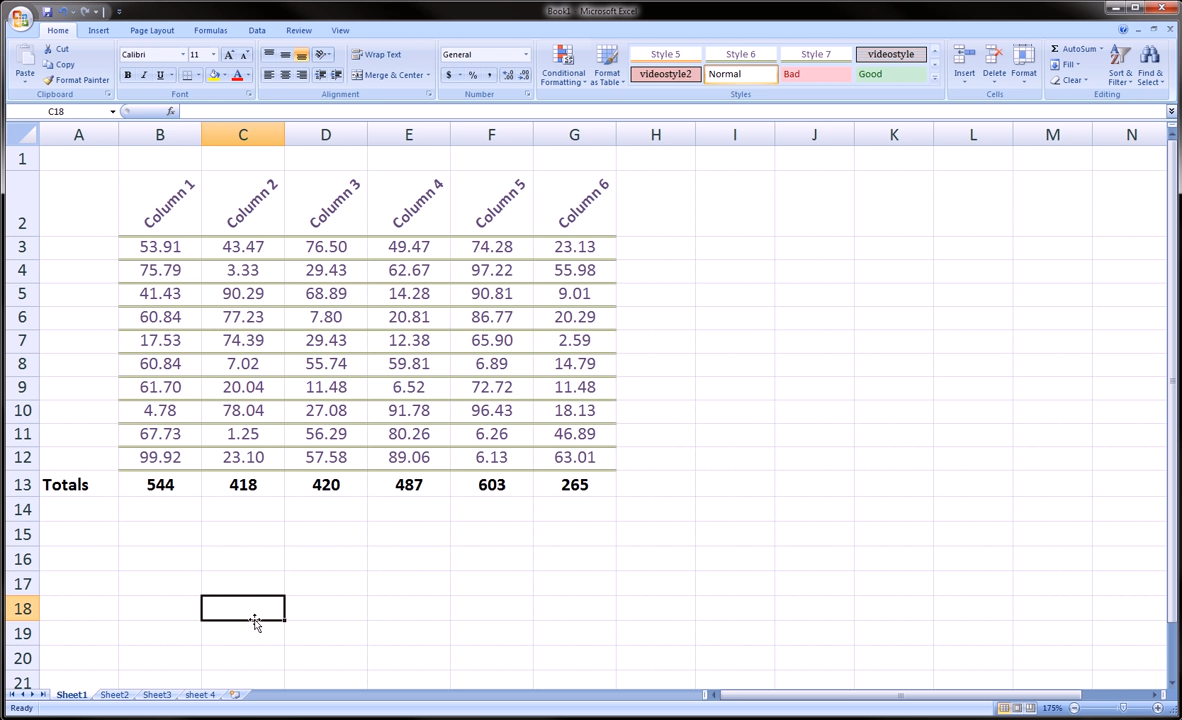 Book1 - Microsoft Excel
Home Insert Page Layout Formulas Data Review View
Cut
Copy
Format Painter
Paste
Clipboard
Calibri 11
B I U
Font
Wrap Text
Merge & Center
Alignment
General
$ % ,
Number
Conditional Formatting
Format as Table
Style 5 Style 6 Style 7 videostyle
videostyle2 Normal Bad Good
Styles
Insert Delete Format
Cells
Σ AutoSum
Fill
Clear
Sort & Filter
Find & Select
Editing
C18 fx
A B C D E F G H I J K L M N
1
2 Column 1 Column 2 Column 3 Column 4 Column 5 Column 6
3 53.91 43.47 76.50 49.47 74.28 23.13
4 75.79 3.33 29.43 62.67 97.22 55.98
5 41.43 90.29 68.89 14.28 90.81 9.01
6 60.84 77.23 7.80 20.81 86.77 20.29
7 17.53 74.39 29.43 12.38 65.90 2.59
8 60.84 7.02 55.74 59.81 6.89 14.79
9 61.70 20.04 11.48 6.52 72.72 11.48
10 4.78 78.04 27.08 91.78 96.43 18.13
11 67.73 1.25 56.29 80.26 6.26 46.89
12 99.92 23.10 57.58 89.06 6.13 63.01
13 Totals 544 418 420 487 603 265
14
15
16
17
18
19
20
21
Sheet1 Sheet2 Sheet3 sheet 4
Ready 175%